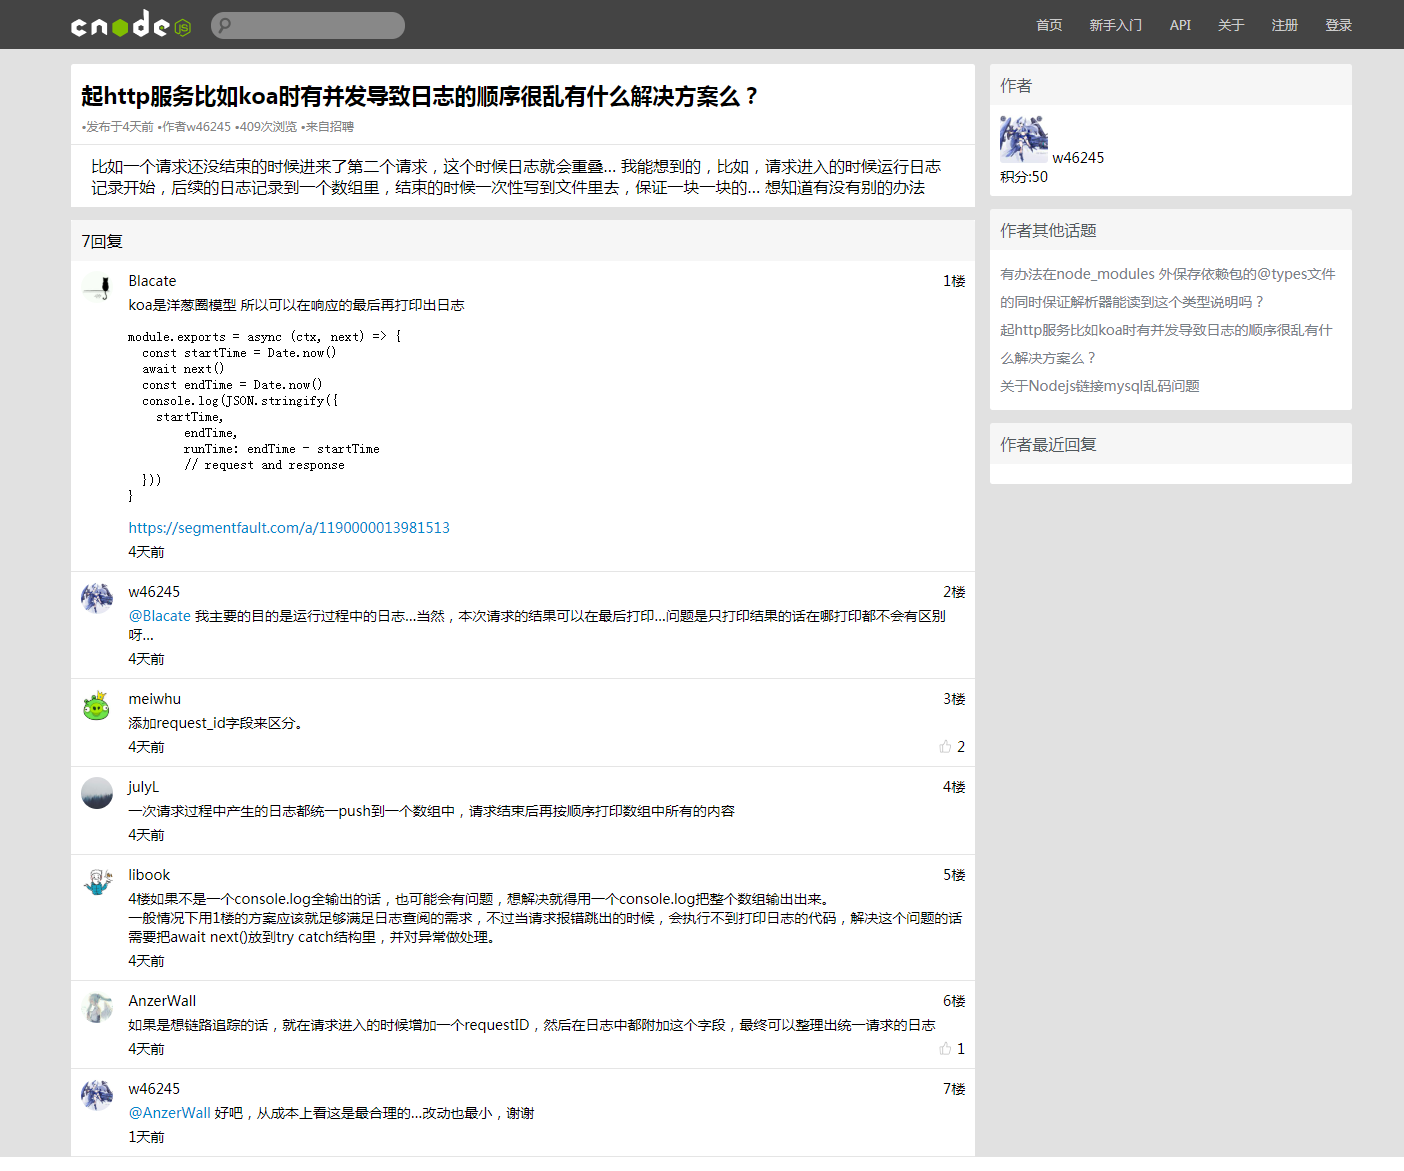 cnode JS
首页 新手入门 API 关于 注册 登录
起http服务比如koa时有并发导致日志的顺序很乱有什么解决方案么？
•发布于4天前 •作者w46245 •409次浏览 •来自招聘
比如一个请求还没结束的时候进来了第二个请求，这个时候日志就会重叠... 我能想到的，比如，请求进入的时候运行日志
记录开始，后续的日志记录到一个数组里，结束的时候一次性写到文件里去，保证一块一块的... 想知道有没有别的办法
7回复
Blacate 1楼
koa是洋葱圈模型 所以可以在响应的最后再打印出日志
module.exports = async (ctx, next) => {
  const startTime = Date.now()
  await next()
  const endTime = Date.now()
  console.log(JSON.stringify({
    startTime,
        endTime,
        runTime: endTime - startTime
        // request and response
  }))
}
https://segmentfault.com/a/1190000013981513
4天前
w46245 2楼
@Blacate 我主要的目的是运行过程中的日志...当然，本次请求的结果可以在最后打印...问题是只打印结果的话在哪打印都不会有区别
呀...
4天前
meiwhu 3楼
添加request_id字段来区分。
4天前 2
julyL 4楼
一次请求过程中产生的日志都统一push到一个数组中，请求结束后再按顺序打印数组中所有的内容
4天前
libook 5楼
4楼如果不是一个console.log全输出的话，也可能会有问题，想解决就得用一个console.log把整个数组输出出来。
一般情况下用1楼的方案应该就足够满足日志查阅的需求，不过当请求报错跳出的时候，会执行不到打印日志的代码，解决这个问题的话
需要把await next()放到try catch结构里，并对异常做处理。
4天前
AnzerWall 6楼
如果是想链路追踪的话，就在请求进入的时候增加一个requestID，然后在日志中都附加这个字段，最终可以整理出统一请求的日志
4天前 1
w46245 7楼
@AnzerWall 好吧，从成本上看这是最合理的...改动也最小，谢谢
1天前
作者
w46245
积分:50
作者其他话题
有办法在node_modules 外保存依赖包的@types文件
的同时保证解析器能读到这个类型说明吗？
起http服务比如koa时有并发导致日志的顺序很乱有什
么解决方案么？
关于Nodejs链接mysql乱码问题
作者最近回复